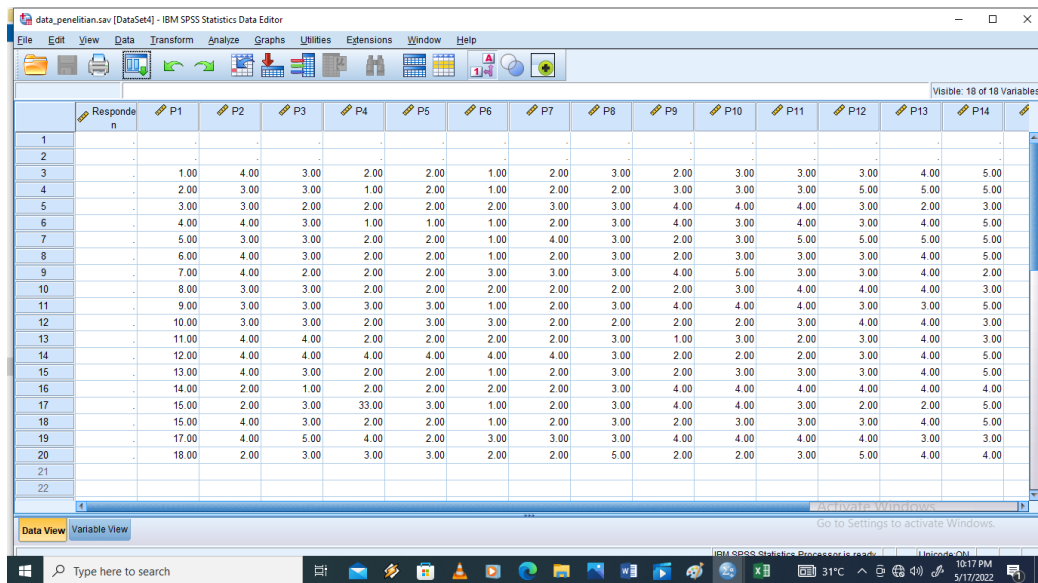 data_penelitian.sav [DataSet4] - IBM SPSS Statistics Data Editor
File Edit View Data Transform Analyze Graphs Utilities Extensions Window Help
Visible: 18 of 18 Variables
Responden P1 P2 P3 P4 P5 P6 P7 P8 P9 P10 P11 P12 P13 P14
1 . . . . . . . . . . . . . . .
2 . . . . . . . . . . . . . . .
3 . 1.00 4.00 3.00 2.00 2.00 1.00 2.00 3.00 2.00 3.00 3.00 3.00 4.00 5.00
4 . 2.00 3.00 3.00 1.00 2.00 1.00 2.00 2.00 3.00 3.00 3.00 5.00 5.00 5.00
5 . 3.00 3.00 2.00 2.00 2.00 2.00 3.00 3.00 4.00 4.00 4.00 3.00 2.00 3.00
6 . 4.00 4.00 3.00 1.00 1.00 1.00 2.00 3.00 4.00 3.00 4.00 3.00 4.00 5.00
7 . 5.00 3.00 3.00 2.00 2.00 1.00 4.00 3.00 2.00 3.00 5.00 5.00 5.00 5.00
8 . 6.00 4.00 3.00 2.00 2.00 1.00 2.00 3.00 2.00 3.00 3.00 3.00 4.00 5.00
9 . 7.00 4.00 2.00 2.00 2.00 3.00 3.00 3.00 4.00 5.00 3.00 3.00 4.00 2.00
10 . 8.00 3.00 3.00 2.00 2.00 2.00 2.00 2.00 2.00 3.00 4.00 4.00 4.00 3.00
11 . 9.00 3.00 3.00 3.00 3.00 1.00 2.00 2.00 4.00 4.00 4.00 3.00 3.00 5.00
12 . 10.00 3.00 3.00 2.00 3.00 3.00 2.00 2.00 2.00 2.00 3.00 4.00 4.00 3.00
13 . 11.00 4.00 4.00 2.00 2.00 2.00 2.00 3.00 1.00 3.00 2.00 3.00 4.00 3.00
14 . 12.00 4.00 4.00 4.00 4.00 4.00 4.00 3.00 2.00 2.00 2.00 3.00 4.00 5.00
15 . 13.00 4.00 3.00 2.00 2.00 1.00 2.00 3.00 2.00 3.00 3.00 3.00 4.00 5.00
16 . 14.00 2.00 1.00 2.00 2.00 2.00 2.00 3.00 4.00 4.00 4.00 4.00 4.00 4.00
17 . 15.00 2.00 3.00 33.00 3.00 1.00 2.00 3.00 4.00 4.00 3.00 2.00 2.00 5.00
18 . 15.00 4.00 3.00 2.00 2.00 1.00 2.00 3.00 2.00 3.00 3.00 3.00 4.00 5.00
19 . 17.00 4.00 5.00 4.00 2.00 3.00 3.00 3.00 4.00 4.00 4.00 4.00 3.00 3.00
20 . 18.00 2.00 3.00 3.00 3.00 2.00 2.00 5.00 2.00 2.00 3.00 5.00 4.00 4.00
21
22
Activate Windows
Data View Variable View
Go to Settings to activate Windows.
IBM SPSS Statistics Processor is ready Unicode:ON
Type here to search
31°C
10:17 PM
5/17/2022